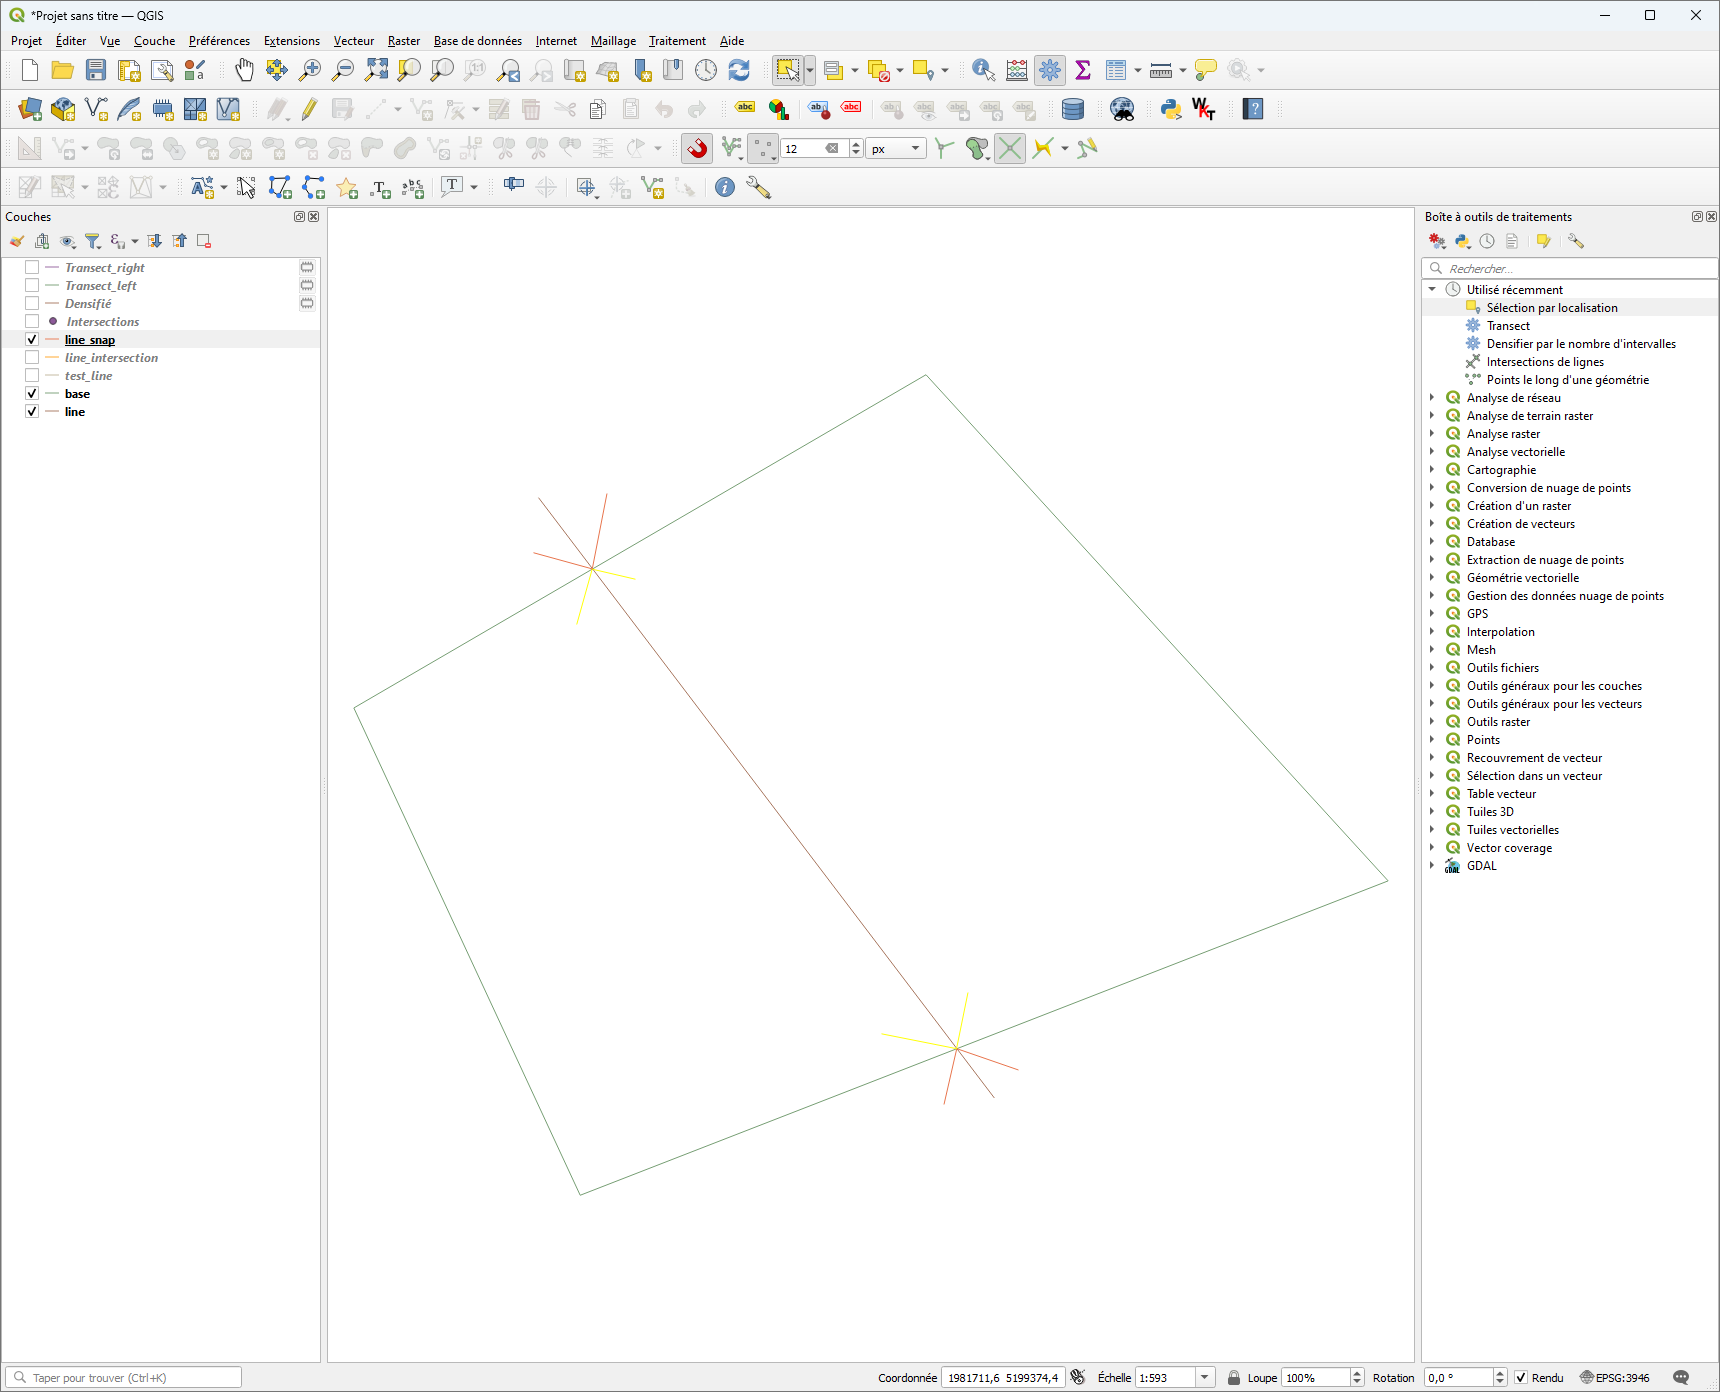 *Projet sans titre — QGIS
Projet Éditer Vue Couche Préférences Extensions Vecteur Raster Base de données Internet Maillage Traitement Aide
12 px
Couches
Transect_right
Transect_left
Densifié
Intersections
line_snap
line_intersection
test_line
base
line
Boîte à outils de traitements
Rechercher...
Utilisé récemment
Sélection par localisation
Transect
Densifier par le nombre d'intervalles
Intersections de lignes
Points le long d'une géométrie
Analyse de réseau
Analyse de terrain raster
Analyse raster
Analyse vectorielle
Cartographie
Conversion de nuage de points
Création d'un raster
Création de vecteurs
Database
Extraction de nuage de points
Géométrie vectorielle
Gestion des données nuage de points
GPS
Interpolation
Mesh
Outils fichiers
Outils généraux pour les couches
Outils généraux pour les vecteurs
Outils raster
Points
Recouvrement de vecteur
Sélection dans un vecteur
Table vecteur
Tuiles 3D
Tuiles vectorielles
Vector coverage
GDAL
Taper pour trouver (Ctrl+K)
Coordonnée 1981711,6 5199374,4 Échelle 1:593 Loupe 100% Rotation 0,0 ° Rendu EPSG:3946